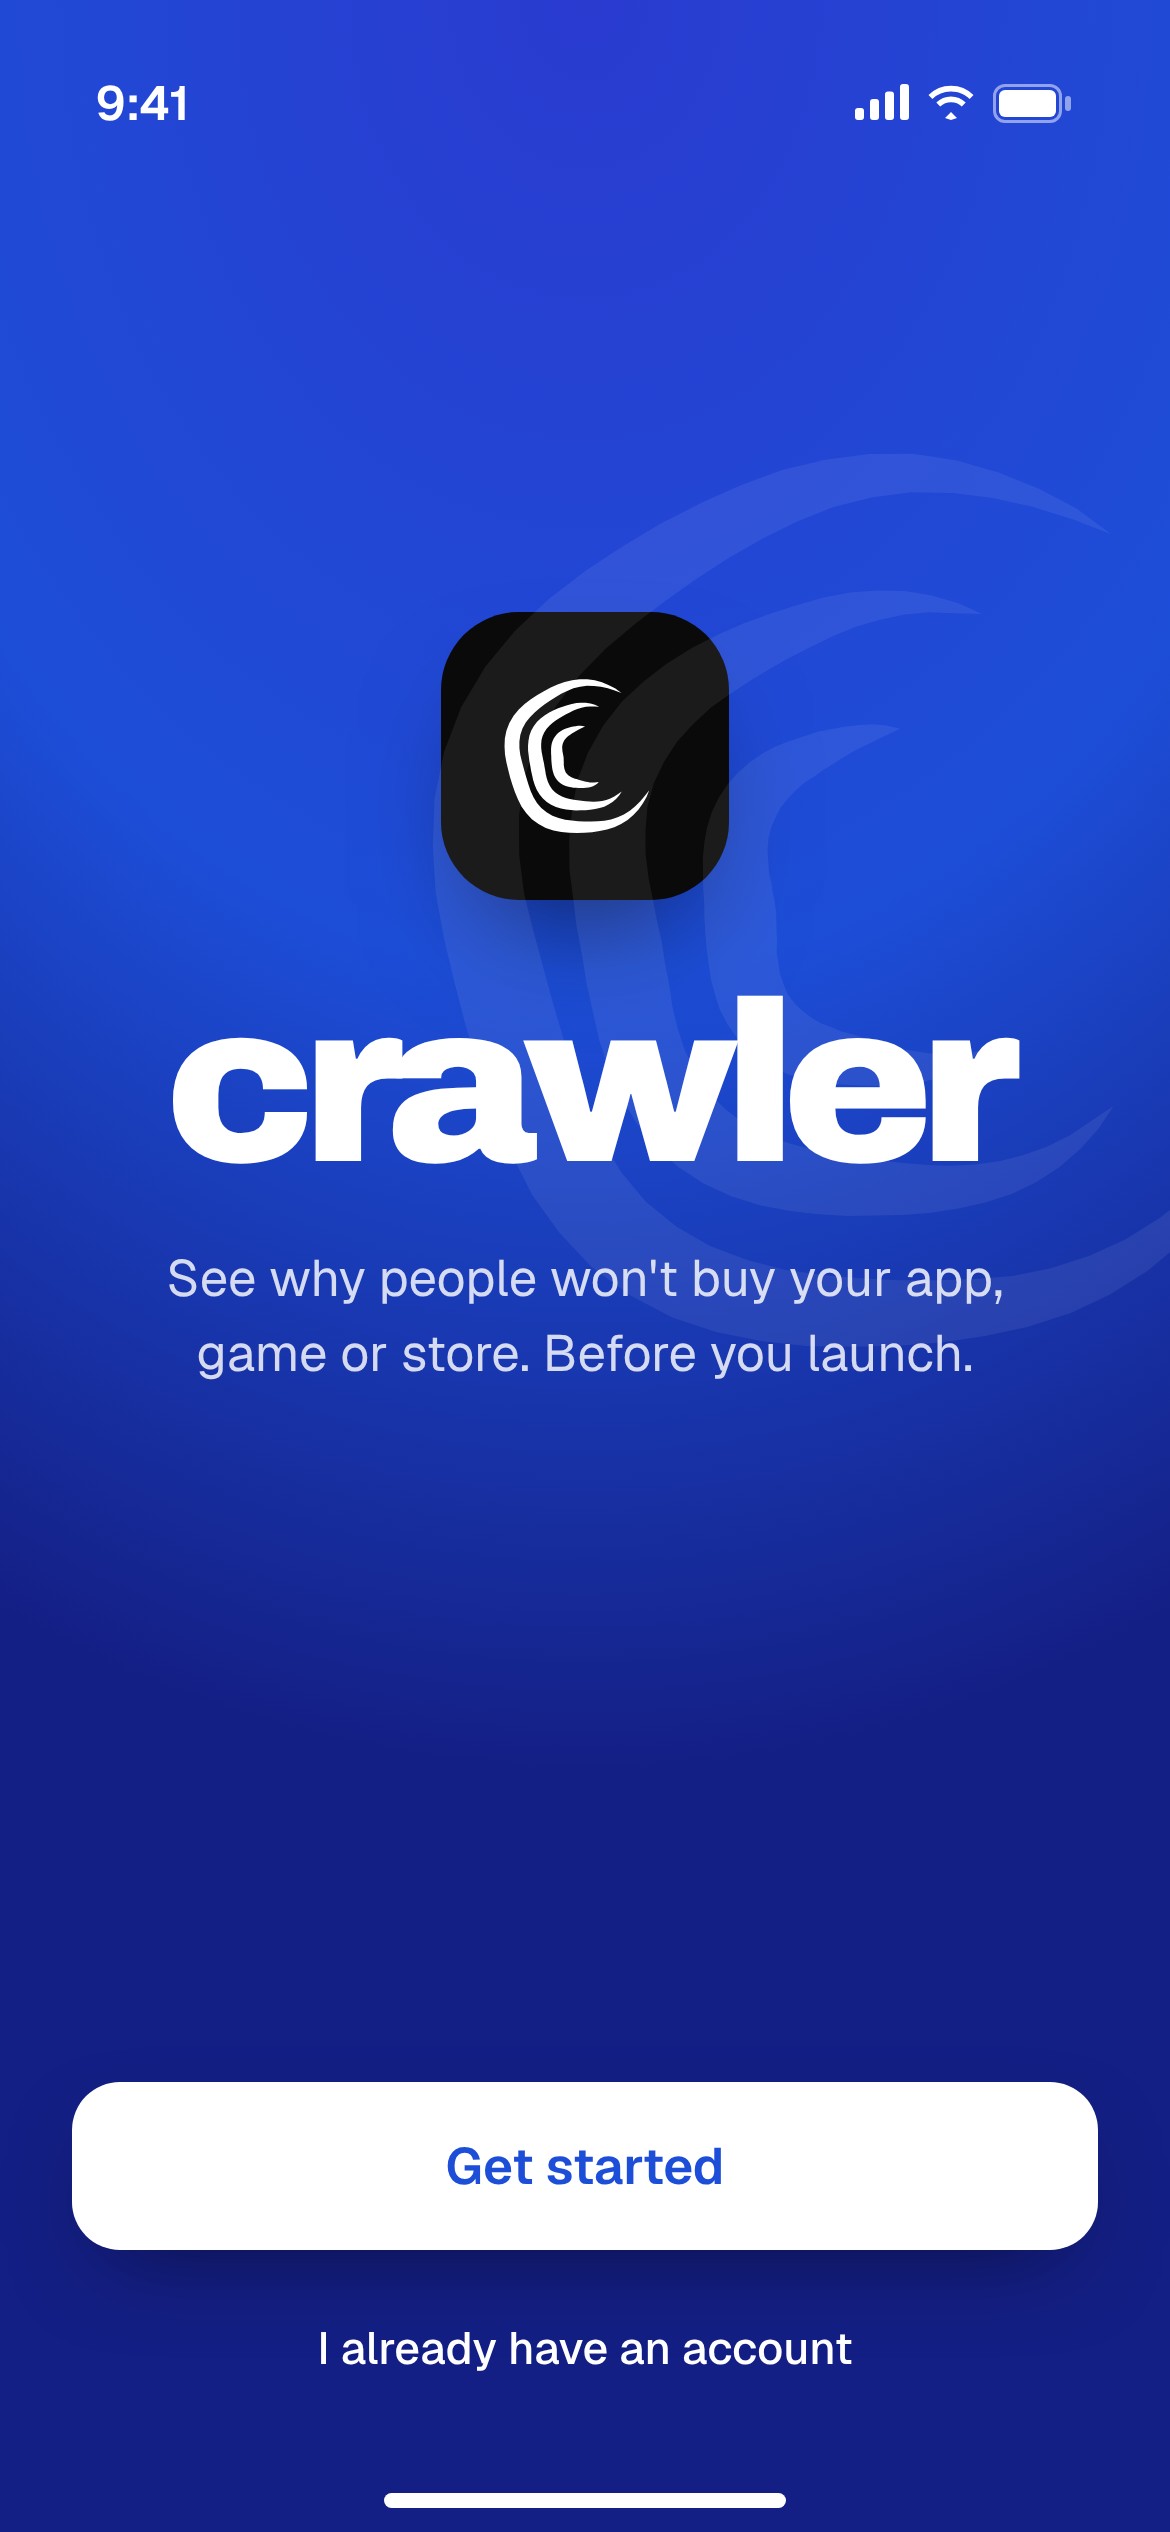 9:41
crawler
See why people won't buy your app,
game or store. Before you launch.
Get started
I already have an account